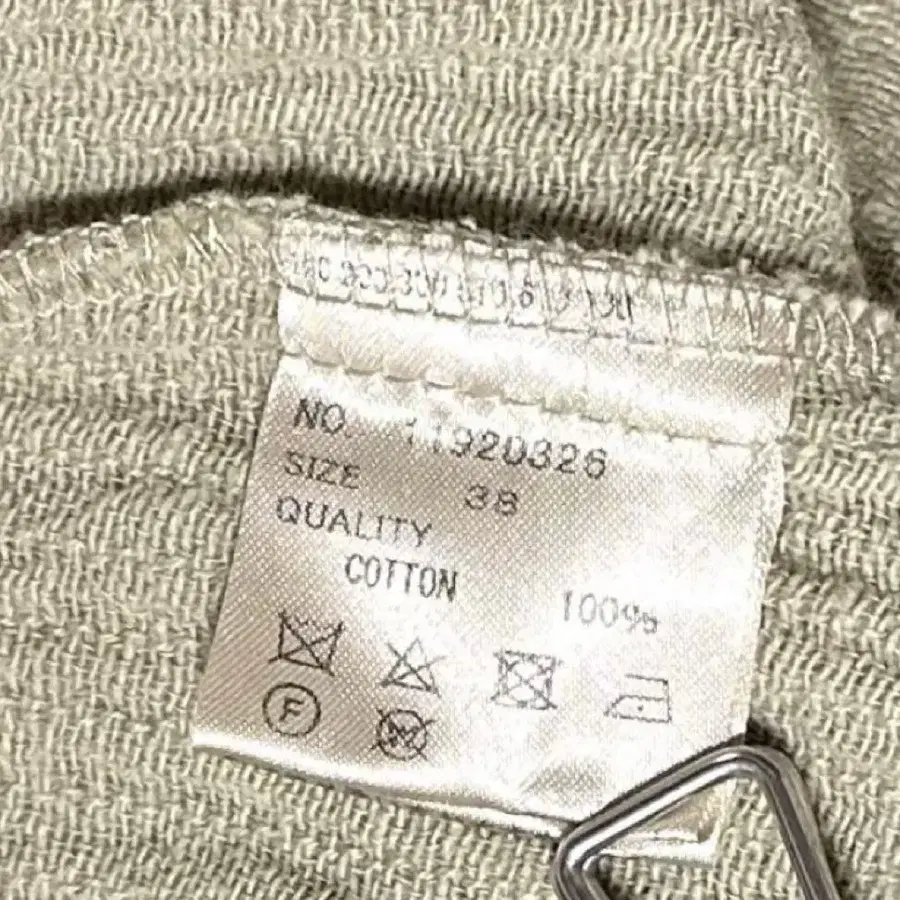 NO. 11920326
SIZE 38
QUALITY
COTTON 100%
F
W